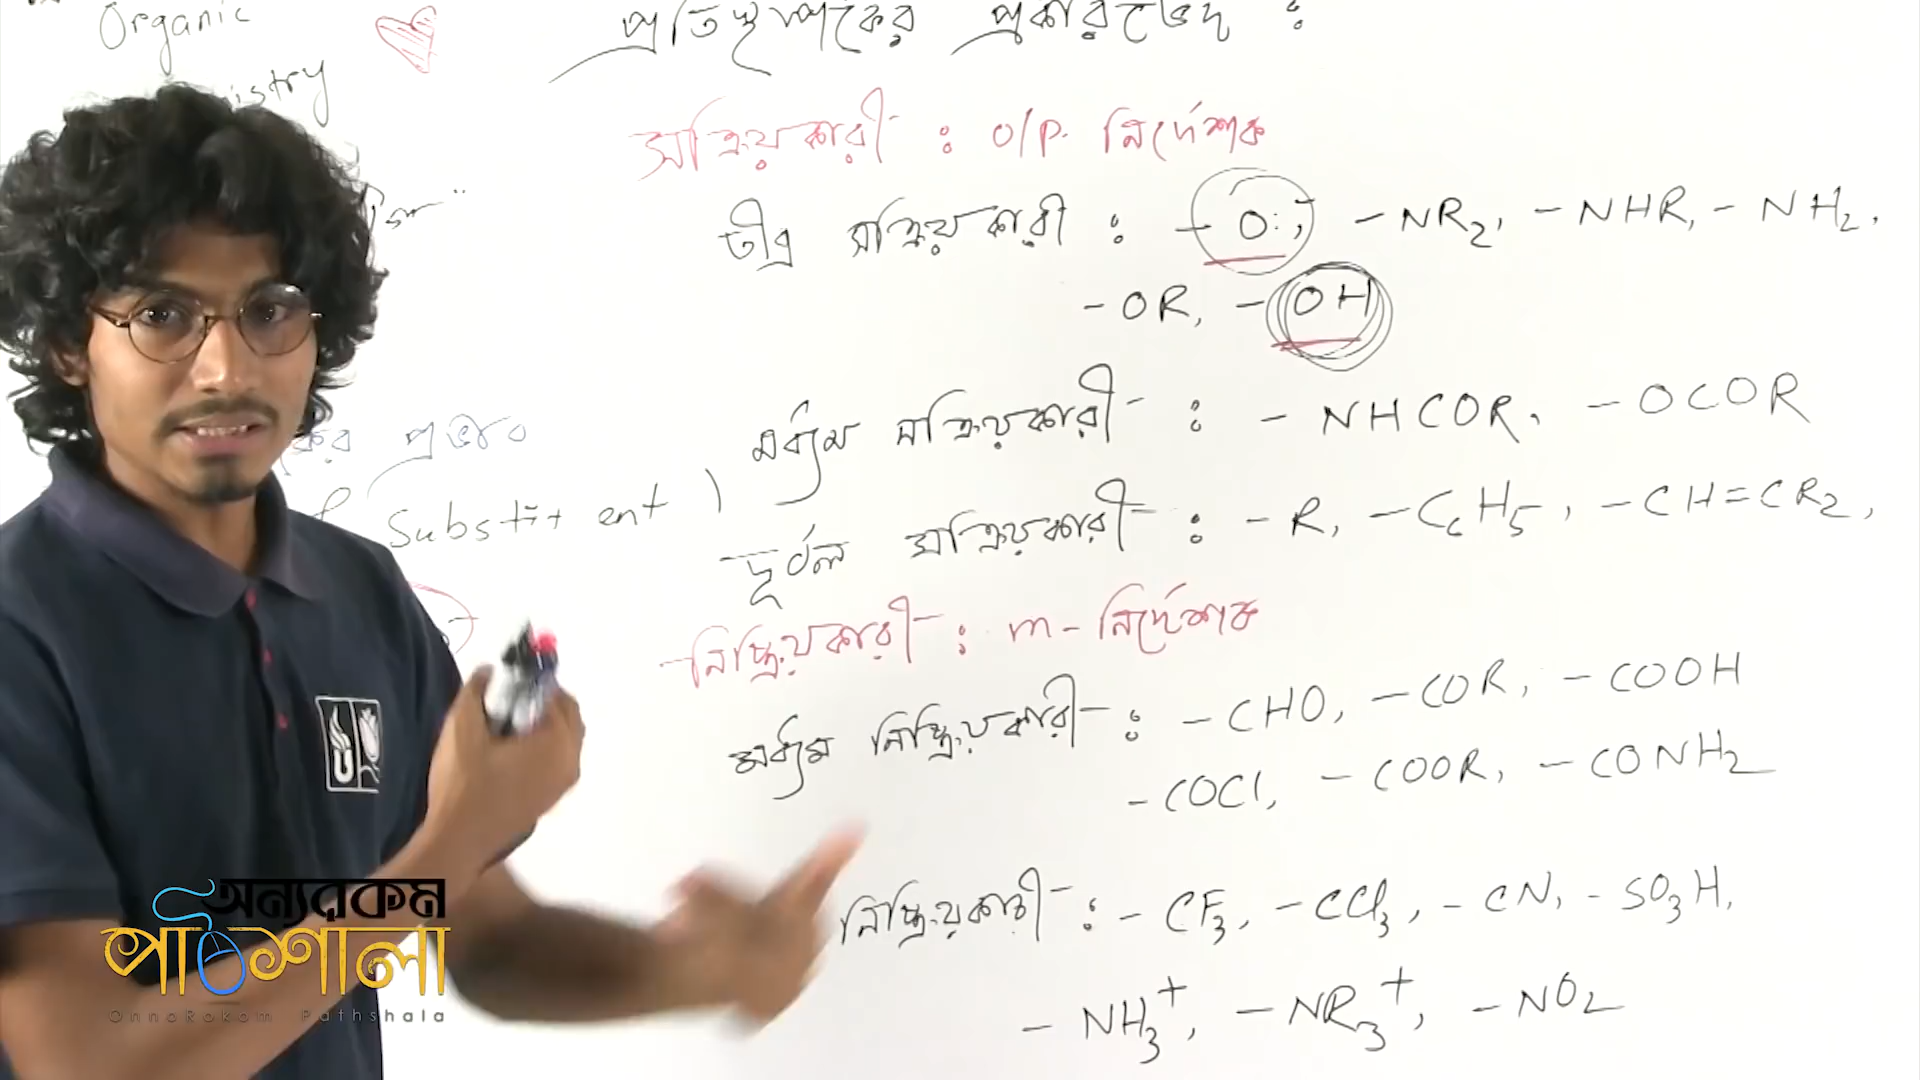 Organic
istry
প্রতিস্থাপকের প্রকারভেদ :
সক্রিয়কারী : o/p নির্দেশক
তীব্র সক্রিয়কারী : - O:⁻, - NR₂, - NHR, - NH₂,
- OR, - OH
মধ্যম সক্রিয়কারী : - NHCOR, - OCOR
দুর্বল সক্রিয়কারী : - R, - C₆H₅, - CH=CR₂,
কের প্রভাব
Substituent )
নিষ্ক্রিয়কারী : m - নির্দেশক
মধ্যম নিষ্ক্রিয়কারী : - CHO, - COR, - COOH
- COCl, - COOR, - CONH₂
নিষ্ক্রিয়কারী : - CF₃, - CCl₃, - CN, - SO₃H,
- NH₃⁺, - NR₃⁺, - NO₂
অন্যরকম
পাঠশালা
OnnoRokom Pathshala